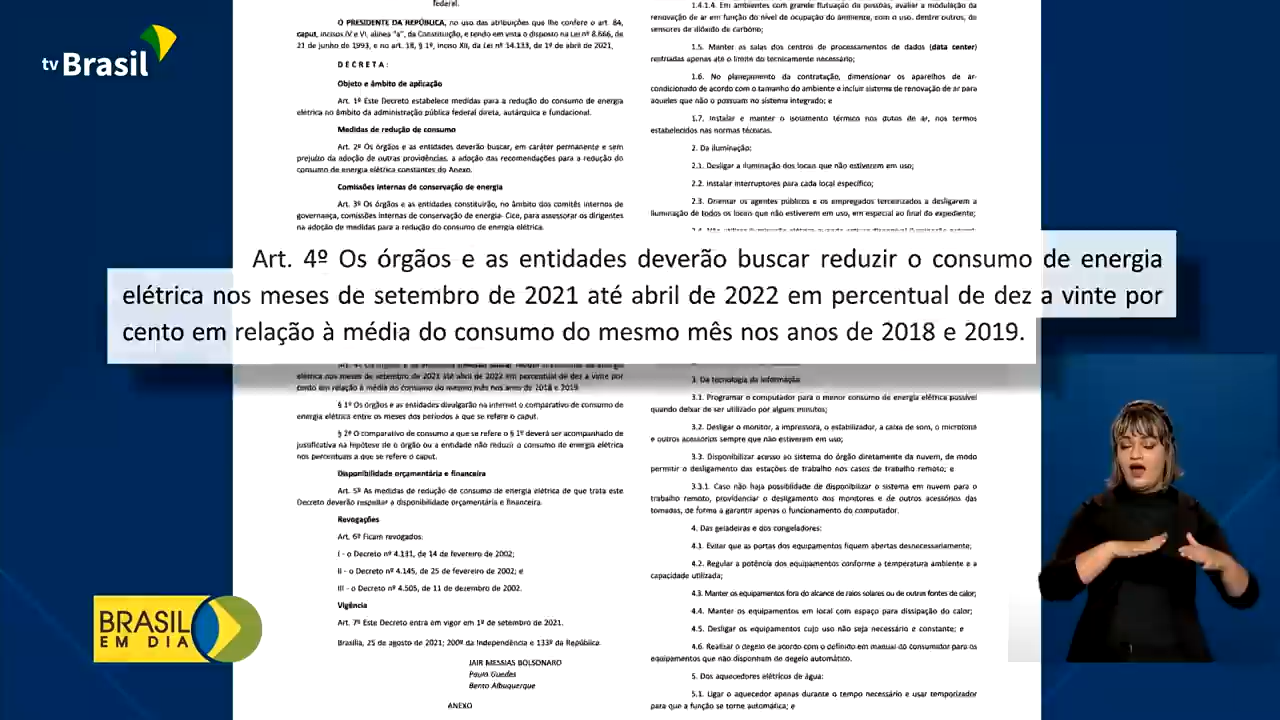 tv Brasil
federal.
O PRESIDENTE DA REPÚBLICA, no uso das atribuições que lhe confere o art. 84,
caput, incisos IV e VI, alínea "a", da Constituição, e tendo em vista o disposto na Lei nº 8.666, de
21 de junho de 1993, e no art. 18, § 1º, inciso XII, da Lei nº 14.133, de 1º de abril de 2021,
D E C R E T A :
Objeto e âmbito de aplicação
Art. 1º Este Decreto estabelece medidas para a redução do consumo de energia
elétrica no âmbito da administração pública federal direta, autárquica e fundacional.
Medidas de redução de consumo
Art. 2º Os órgãos e as entidades deverão buscar, em caráter permanente e sem
prejuízo da adoção de outras providências, a adoção das recomendações para a redução do
consumo de energia elétrica constantes do Anexo.
Comissões internas de conservação de energia
Art. 3º Os órgãos e as entidades constituirão, no âmbito dos comitês internos de
governança, comissões internas de conservação de energia- Cice, para assessorar os dirigentes
na adoção de medidas para a redução do consumo de energia elétrica.
Art. 4º Os órgãos e as entidades deverão buscar reduzir o consumo de energia
elétrica nos meses de setembro de 2021 até abril de 2022 em percentual de dez a vinte por
cento em relação à média do consumo do mesmo mês nos anos de 2018 e 2019.
elétrica nos meses de setembro de 2021 até abril de 2022 em percentual de dez a vinte por
cento em relação à média do consumo do mesmo mês nos anos de 2018 e 2019.
§ 1º Os órgãos e as entidades divulgarão na internet o comparativo de consumo de
energia elétrica entre os meses dos períodos a que se refere o caput.
§ 2º O comparativo de consumo a que se refere o § 1º deverá ser acompanhado de
justificativa na hipótese de o órgão ou a entidade não reduzir o consumo de energia elétrica
nos percentuais a que se refere o caput.
Disponibilidade orçamentária e financeira
Art. 5º As medidas de redução de consumo de energia elétrica de que trata este
Decreto deverão respeitar a disponibilidade orçamentária e financeira.
Revogações
Art. 6º Ficam revogados:
I - o Decreto nº 4.131, de 14 de fevereiro de 2002;
II - o Decreto nº 4.145, de 25 de fevereiro de 2002; e
III - o Decreto nº 4.505, de 11 de dezembro de 2002.
Vigência
Art. 7º Este Decreto entra em vigor em 1º de setembro de 2021.
Brasília, 25 de agosto de 2021; 200º da Independência e 133º da República.
JAIR MESSIAS BOLSONARO
Paulo Guedes
Bento Albuquerque
ANEXO
1.4.1.4. Em ambientes com grande flutuação de pessoas, avaliar a modulação da
renovação de ar em função do nível de ocupação do ambiente, com o uso, dentre outros, de
sensores de dióxido de carbono;
1.5. Manter as salas dos centros de processamentos de dados (data center)
resfriadas apenas até o limite do tecnicamente necessário;
1.6. No planejamento da contratação, dimensionar os aparelhos de ar-
condicionado de acordo com o tamanho do ambiente e incluir sistema de renovação de ar para
aqueles que não o possuam no sistema integrado; e
1.7. Instalar e manter o isolamento térmico nos dutos de ar, nos termos
estabelecidos nas normas técnicas.
2. Da iluminação:
2.1. Desligar a iluminação dos locais que não estiverem em uso;
2.2. Instalar interruptores para cada local específico;
2.3. Orientar os agentes públicos e os empregados terceirizados a desligarem a
iluminação de todos os locais que não estiverem em uso, em especial ao final do expediente;
3. Da tecnologia da informação:
3.1. Programar o computador para o menor consumo de energia elétrica possível
quando deixar de ser utilizado por alguns minutos;
3.2. Desligar o monitor, a impressora, o estabilizador, a caixa de som, o microfone
e outros acessórios sempre que não estiverem em uso;
3.3. Disponibilizar acesso ao sistema do órgão diretamente da nuvem, de modo
permitir o desligamento das estações de trabalho nos casos de trabalho remoto; e
3.3.1. Caso não haja possibilidade de disponibilizar o sistema em nuvem para o
trabalho remoto, providenciar o desligamento dos monitores e de outros acessórios das
tomadas, de forma a garantir apenas o funcionamento do computador.
4. Das geladeiras e dos congeladores:
4.1. Evitar que as portas dos equipamentos fiquem abertas desnecessariamente;
4.2. Regular a potência dos equipamentos conforme a temperatura ambiente e a
capacidade utilizada;
4.3. Manter os equipamentos fora do alcance de raios solares ou de outras fontes de calor;
4.4. Manter os equipamentos em local com espaço para dissipação do calor;
4.5. Desligar os equipamentos cujo uso não seja necessário e constante; e
4.6. Realizar o degelo de acordo com o definido em manual do consumidor para os
equipamentos que não disponham de degelo automático.
5. Dos aquecedores elétricos de água:
5.1. Ligar o aquecedor apenas durante o tempo necessário e usar temporizador
para que a função se torne automática; e
BRASIL
EM DIA